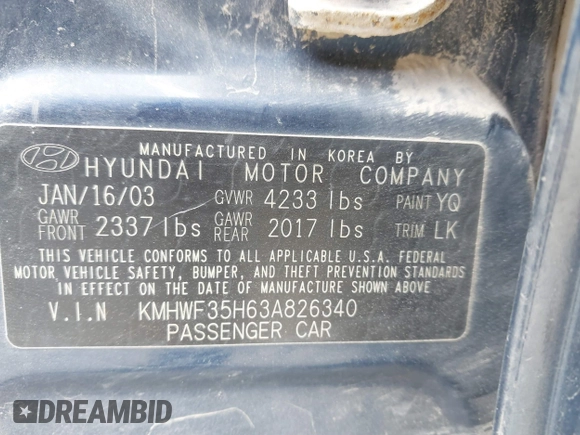 MANUFACTURED IN KOREA BY
HYUNDAI MOTOR COMPANY
JAN/16/03 GVWR 4233 lbs PAINT YQ
GAWR FRONT 2337 lbs GAWR REAR 2017 lbs TRIM LK
THIS VEHICLE CONFORMS TO ALL APPLICABLE U.S.A. FEDERAL
MOTOR VEHICLE SAFETY, BUMPER, AND THEFT PREVENTION STANDARDS
IN EFFECT ON THE DATE OF MANUFACTURE SHOWN ABOVE
V.I.N KMHWF35H63A826340
PASSENGER CAR
DREAMBID